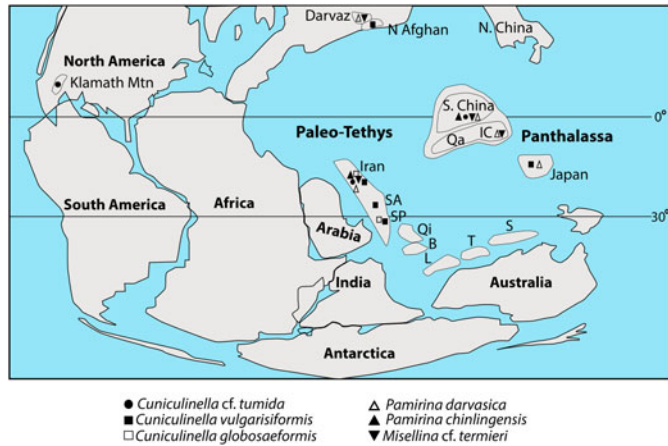 Darvaz
N Afghan
N. China
North America
Klamath Mtn
S. China
0°
IC
Qa
Paleo-Tethys
Panthalassa
Iran
Japan
South America
Africa
SA
Arabia
SP
30°
Qi
S
B
T
L
India
Australia
Antarctica
Cuniculinella cf. tumida
Cuniculinella vulgarisiformis
Cuniculinella globosaeformis
Pamirina darvasica
Pamirina chinlingensis
Misellina cf. termieri